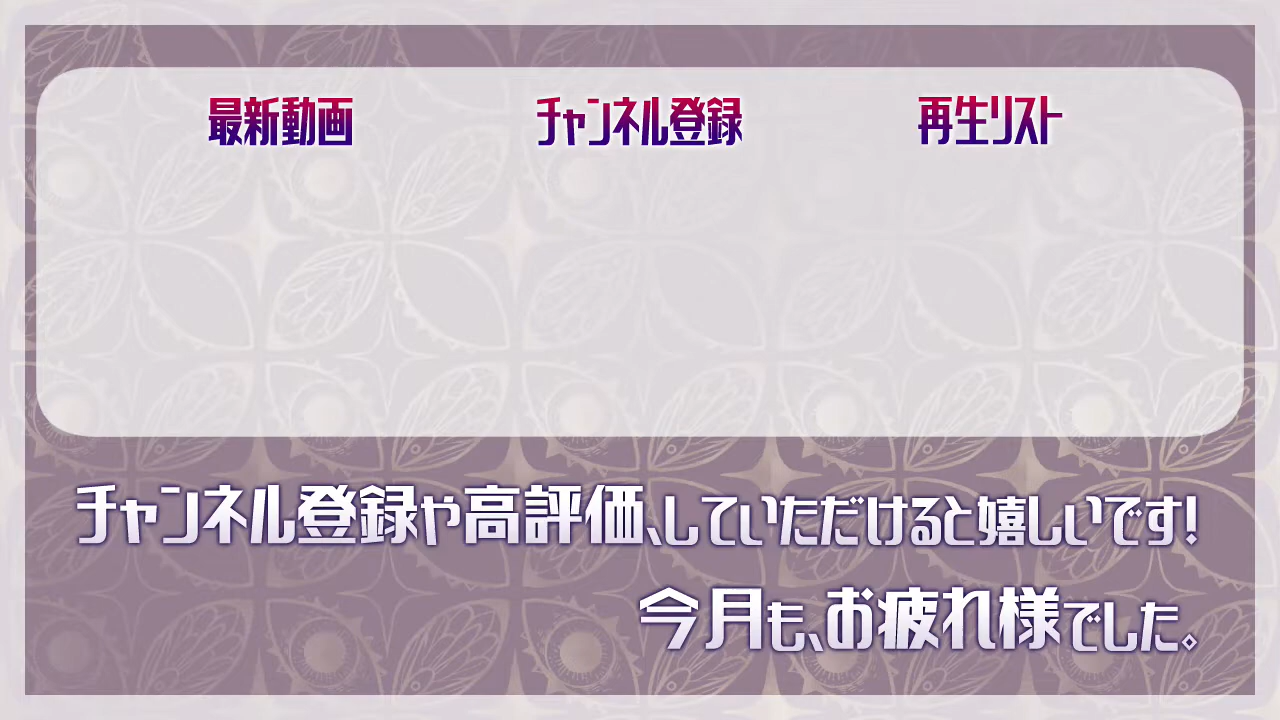 最新動画 チャンネル登録 再生リスト
チャンネル登録や高評価、していただけると嬉しいです!
今月も、お疲れ様でした。